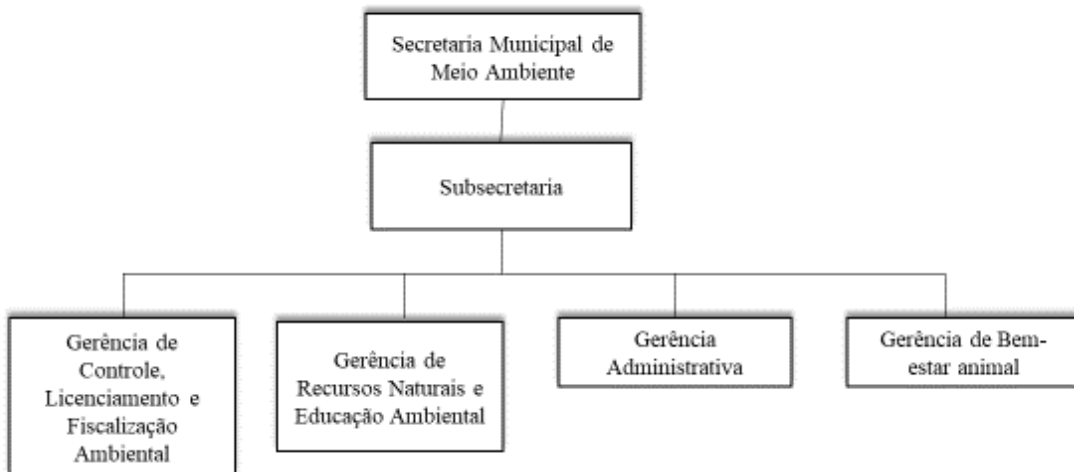 Secretaria Municipal de
Meio Ambiente
Subsecretaria
Gerência de
Controle,
Licenciamento e
Fiscalização
Ambiental
Gerência de
Recursos Naturais e
Educação Ambiental
Gerência
Administrativa
Gerência de Bem-
estar animal